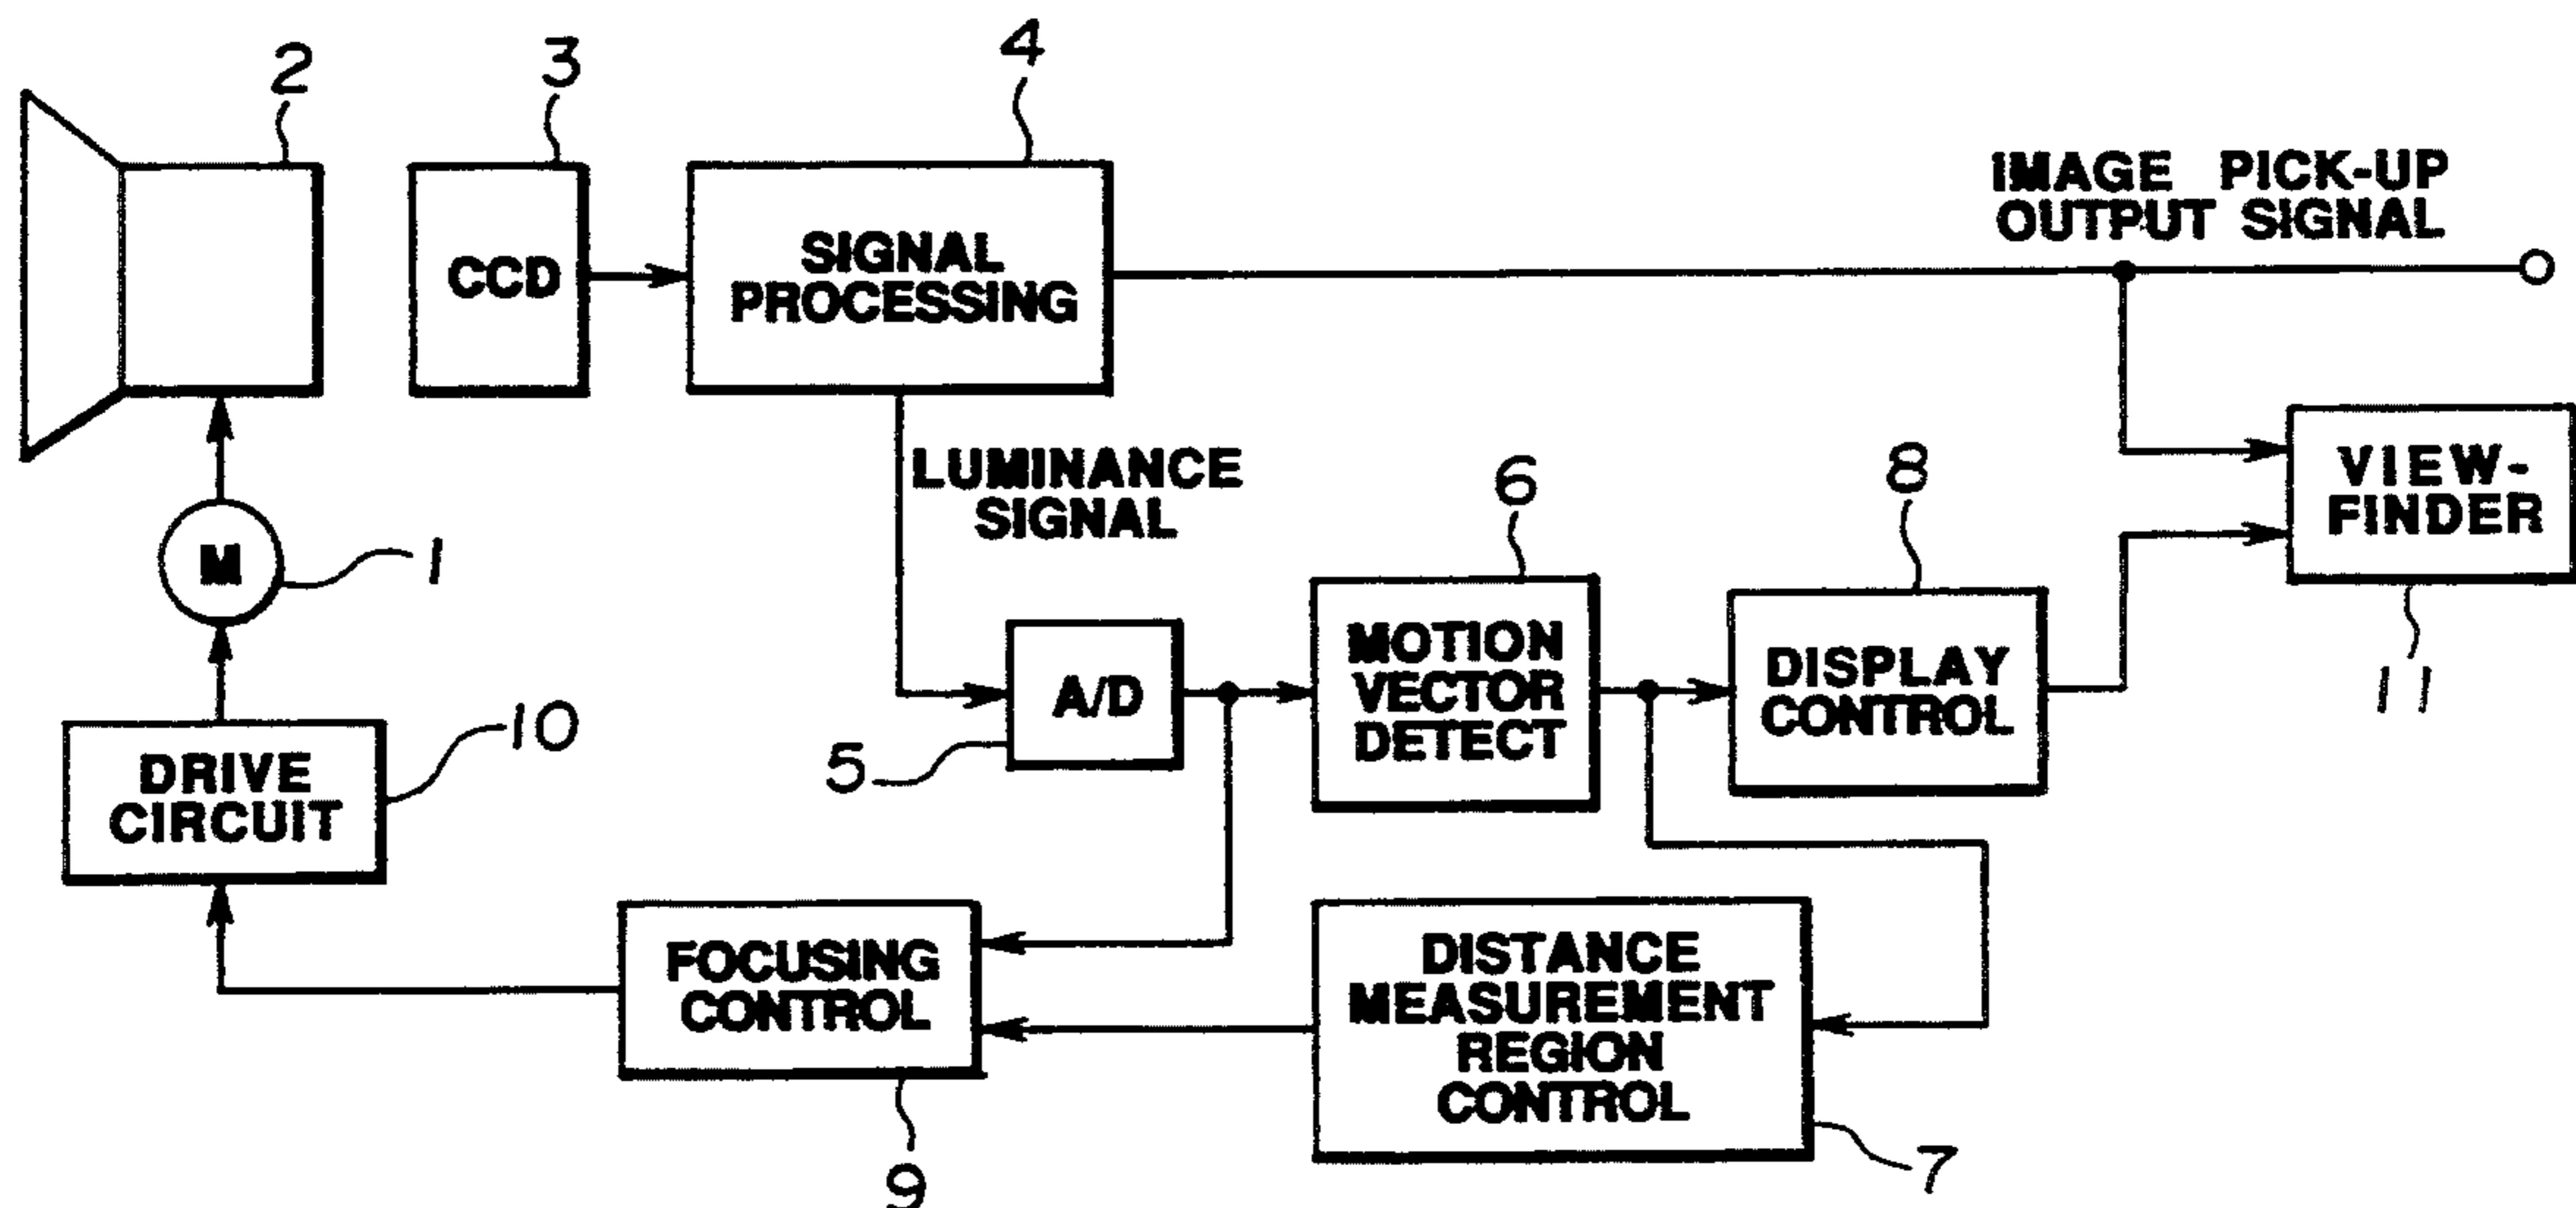 2
3
4
IMAGE PICK-UP
OUTPUT SIGNAL
CCD
SIGNAL
PROCESSING
LUMINANCE
SIGNAL
6
8
VIEW-
FINDER
M
1
11
5
A/D
MOTION
VECTOR
DETECT
DISPLAY
CONTROL
10
DRIVE
CIRCUIT
FOCUSING
CONTROL
9
DISTANCE
MEASUREMENT
REGION
CONTROL
7